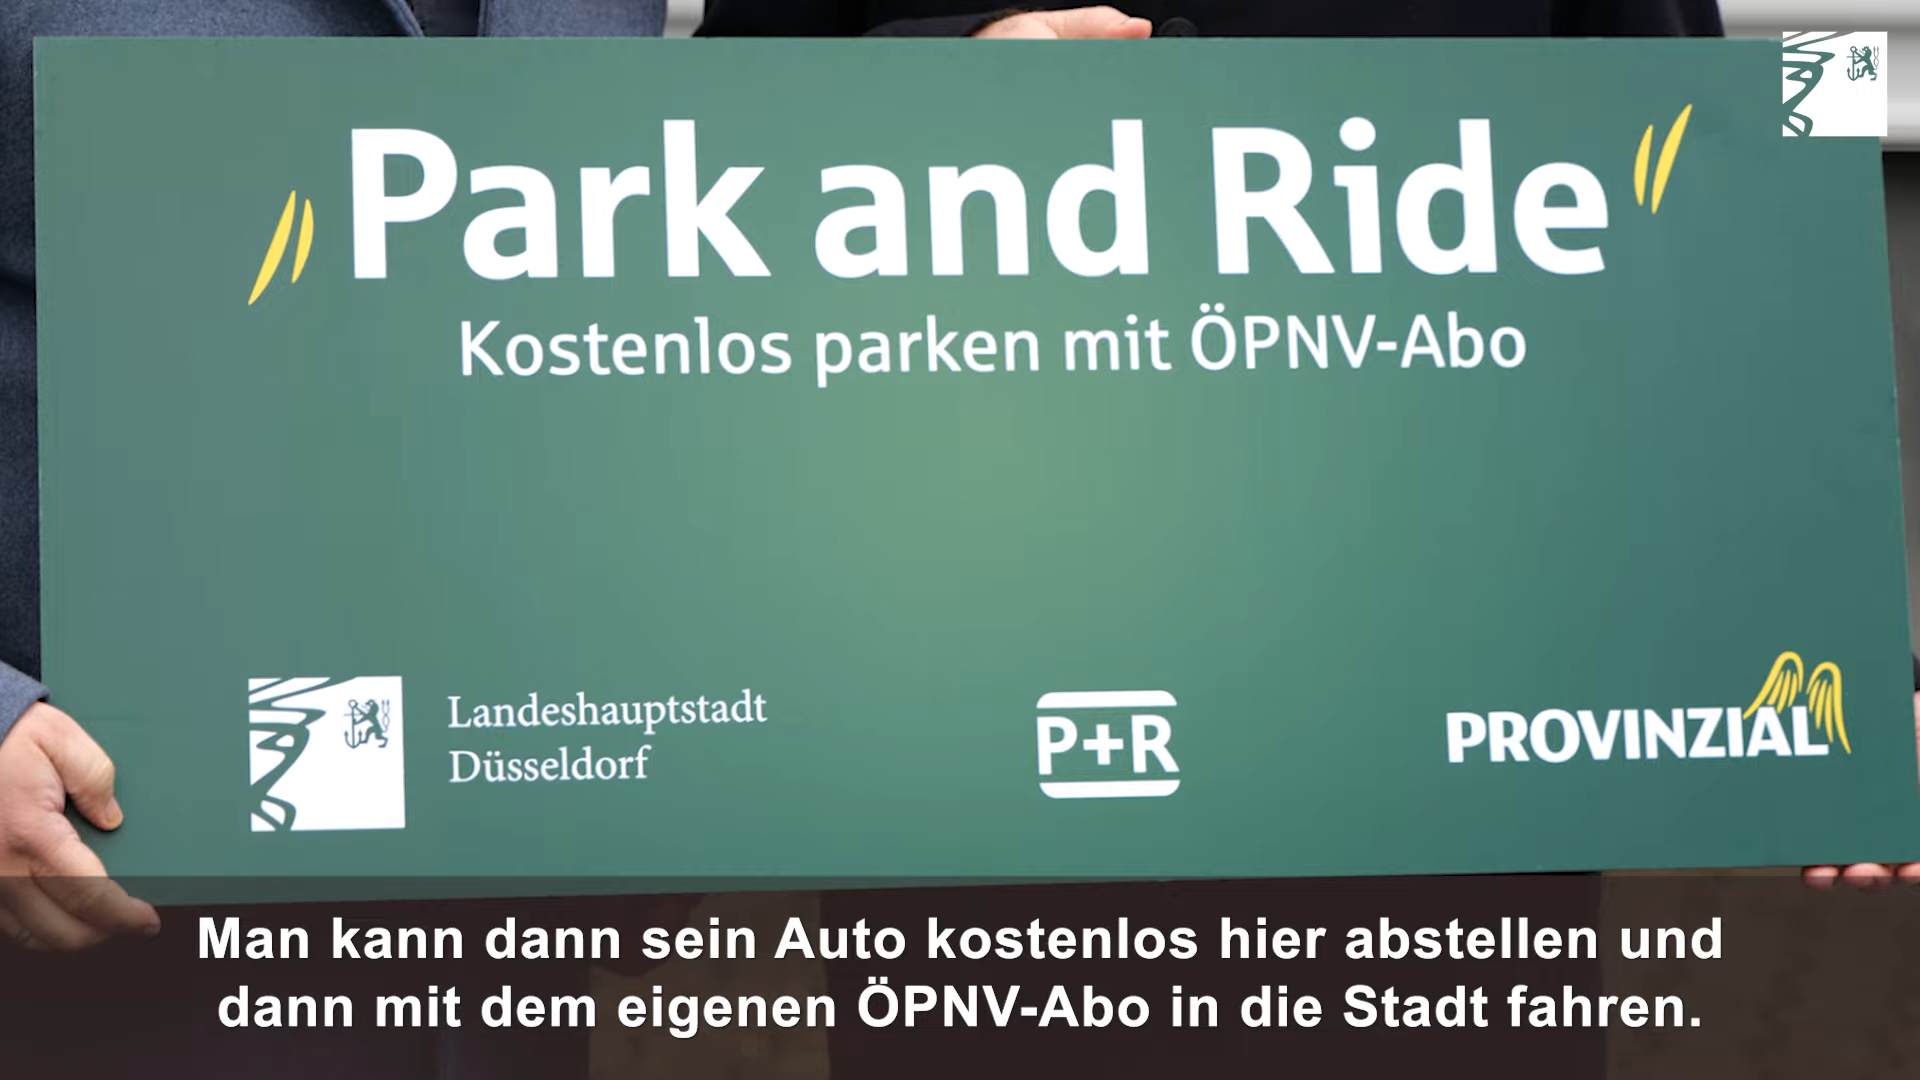 Park and Ride
Kostenlos parken mit ÖPNV-Abo
Landeshauptstadt
Düsseldorf
P+R
PROVINZIAL
Man kann dann sein Auto kostenlos hier abstellen und
dann mit dem eigenen ÖPNV-Abo in die Stadt fahren.